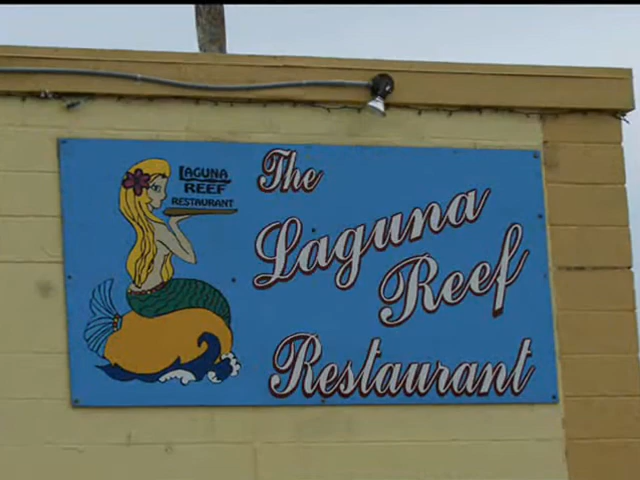 LAGUNA
REEF
RESTAURANT
The
Laguna
Reef
Restaurant